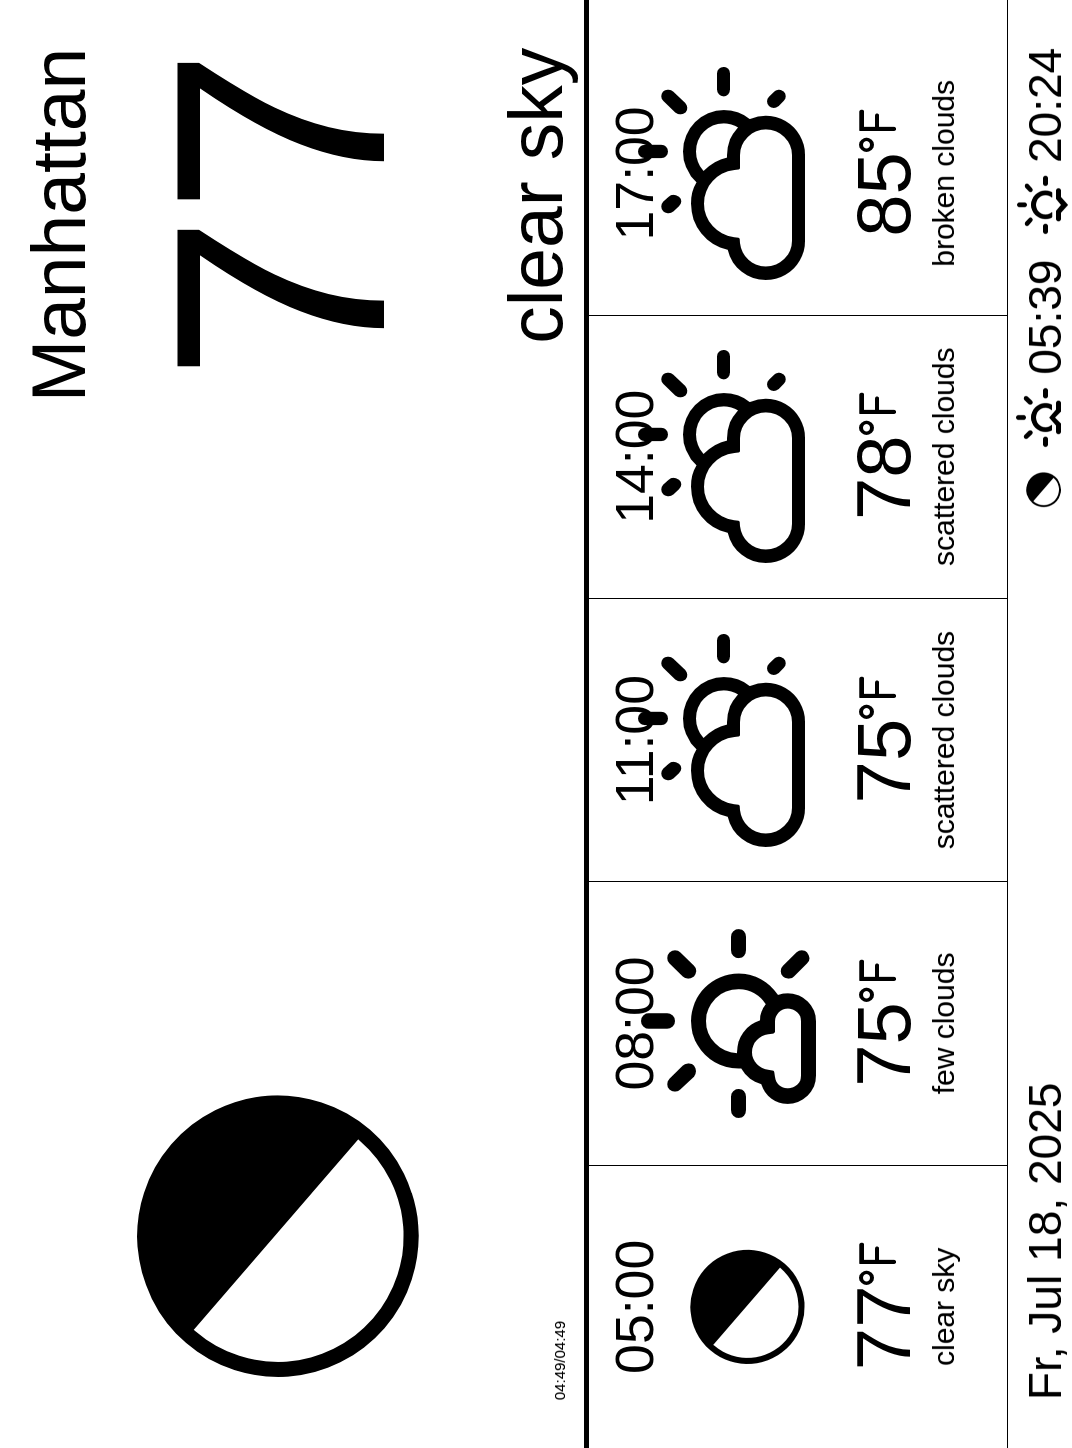 Manhattan
77
clear sky
04:49/04:49
05:00
77°F
clear sky
08:00
75°F
few clouds
11:00
75°F
scattered clouds
14:00
78°F
scattered clouds
17:00
85°F
broken clouds
Fr, Jul 18, 2025
05:39 20:24